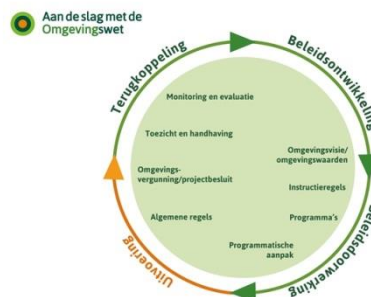 Aan de slag met de
Omgevingswet
Terugkoppeling
Beleidsontwikkeling
Monitoring en evaluatie
Toezicht en handhaving
Omgevingsvisie/
omgevingswaarden
Omgevings-
vergunning/projectbesluit
Instructieregels
Algemene regels
Programma's
Programmatische
aanpak
Uitvoering
Beleidsdoorwerking